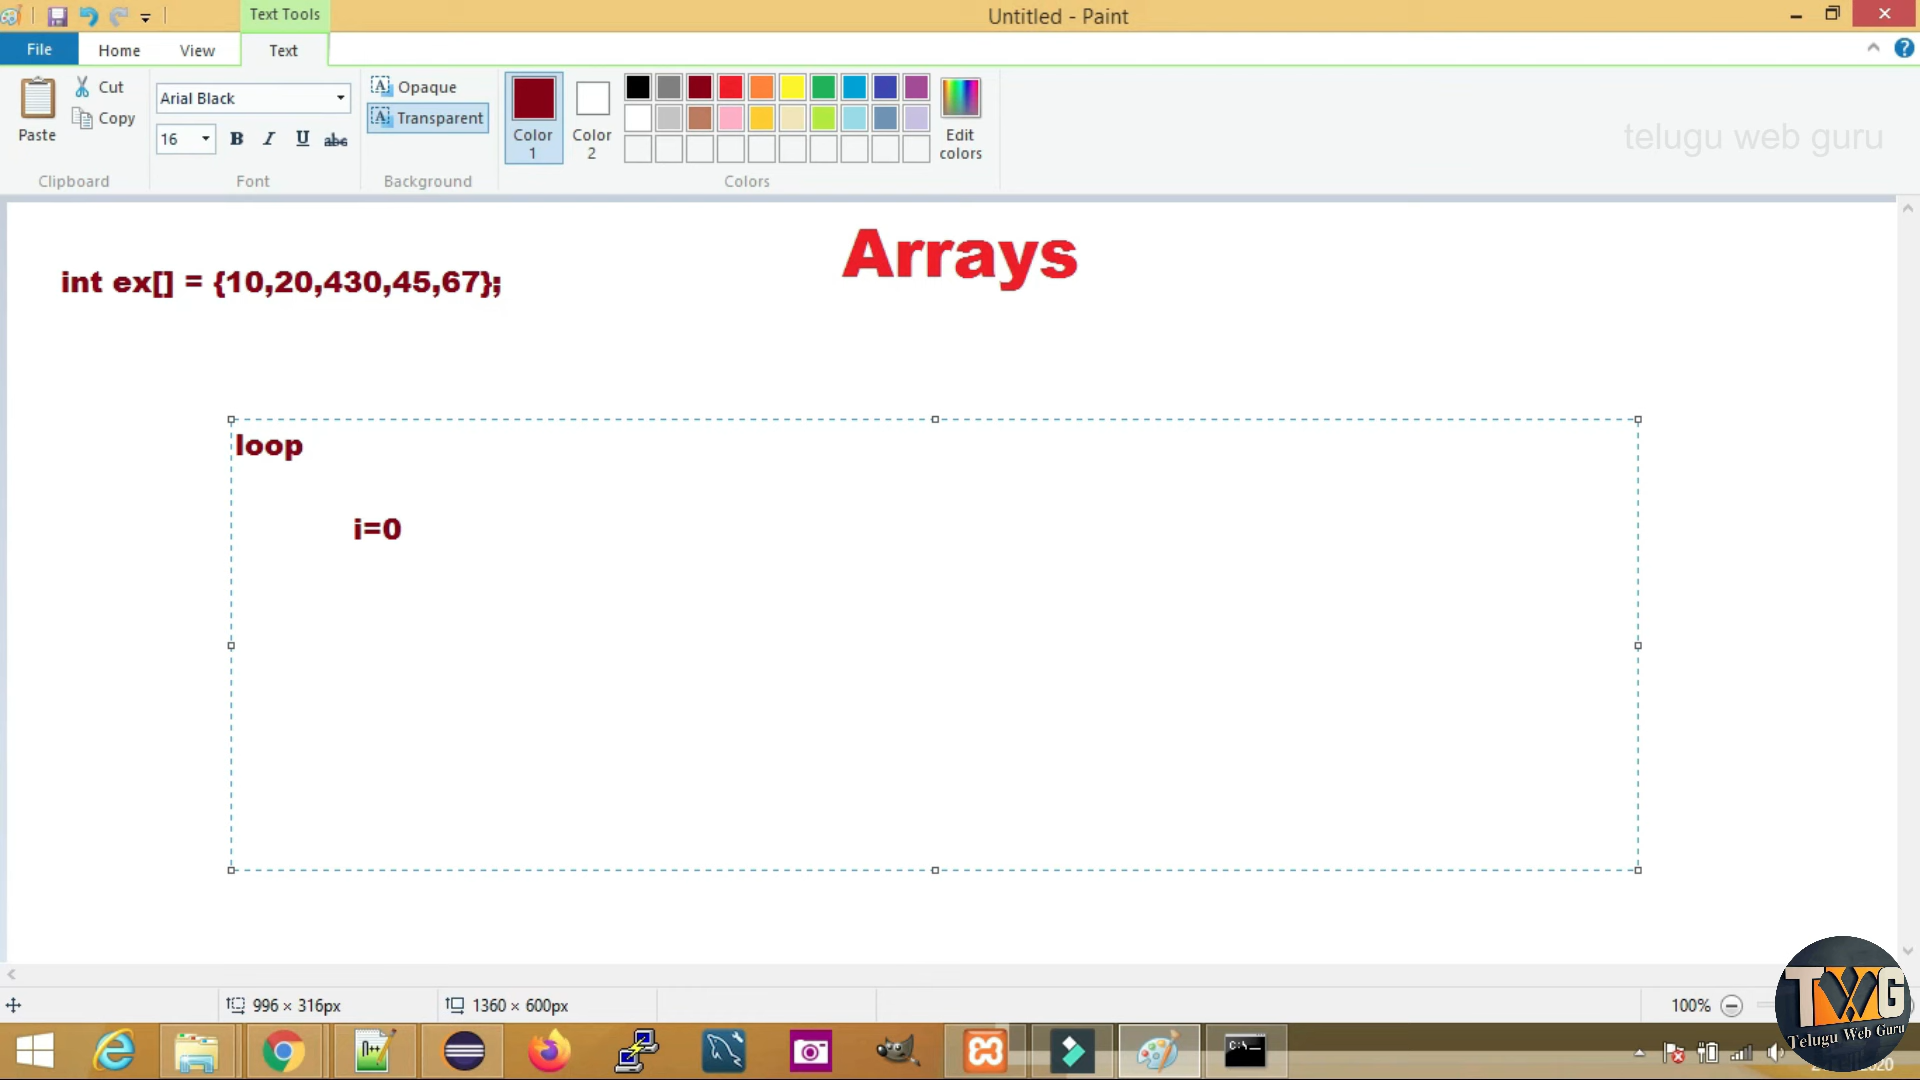 Text Tools
Untitled - Paint
File
Home
View
Text
Paste
Cut
Copy
Clipboard
Arial Black
16
B I U abc
Font
Opaque
Transparent
Background
Color 1
Color 2
Edit colors
Colors
telugu web guru
Arrays
int ex[] = {10,20,430,45,67};
loop
i=0
996 × 316px
1360 × 600px
100%
TWG
Telugu Web Guru